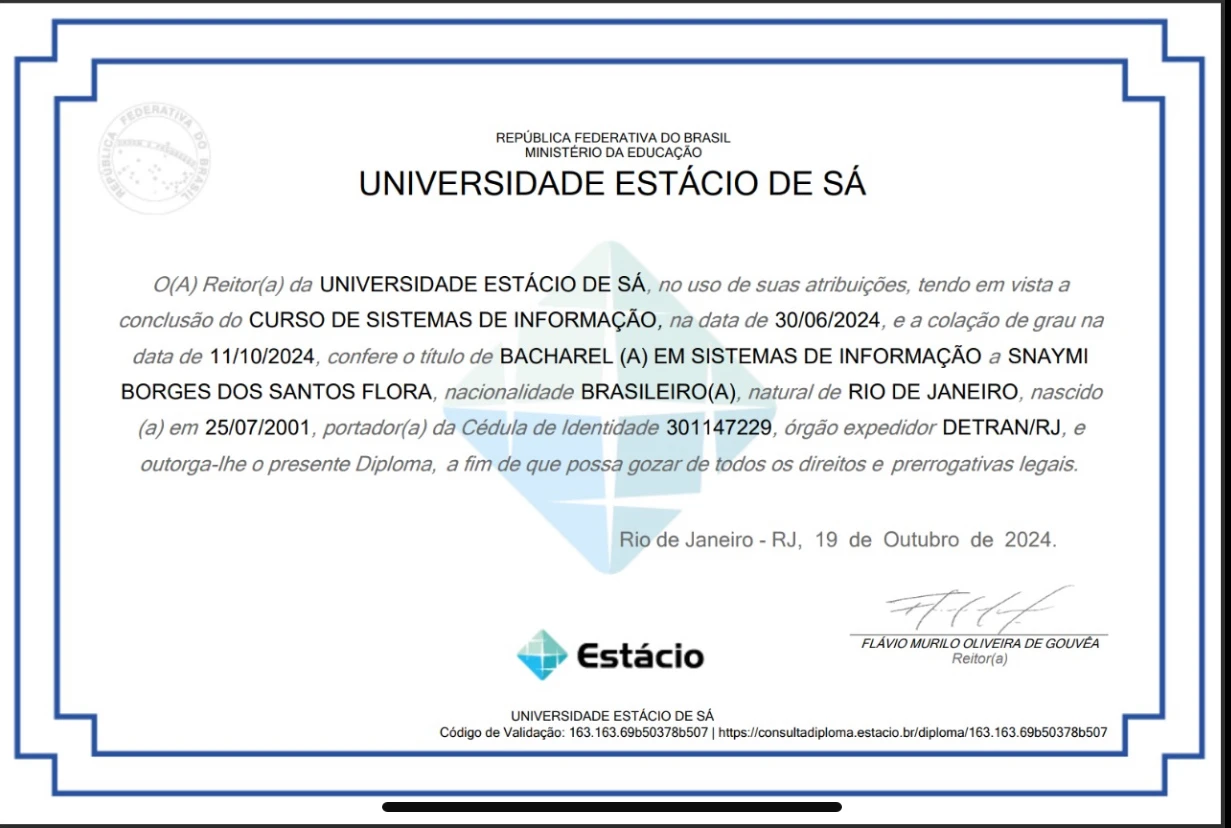 REPÚBLICA FEDERATIVA DO BRASIL
REPÚBLICA FEDERATIVA DO BRASIL
MINISTÉRIO DA EDUCAÇÃO
UNIVERSIDADE ESTÁCIO DE SÁ
O(A) Reitor(a) da UNIVERSIDADE ESTÁCIO DE SÁ, no uso de suas atribuições, tendo em vista a
conclusão do CURSO DE SISTEMAS DE INFORMAÇÃO, na data de 30/06/2024, e a colação de grau na
data de 11/10/2024, confere o título de BACHAREL (A) EM SISTEMAS DE INFORMAÇÃO a SNAYMI
BORGES DOS SANTOS FLORA, nacionalidade BRASILEIRO(A), natural de RIO DE JANEIRO, nascido
(a) em 25/07/2001, portador(a) da Cédula de Identidade 301147229, órgão expedidor DETRAN/RJ, e
outorga-lhe o presente Diploma, a fim de que possa gozar de todos os direitos e prerrogativas legais.
Rio de Janeiro - RJ, 19 de Outubro de 2024.
FLÁVIO MURILO OLIVEIRA DE GOUVÊA
Reitor(a)
Estácio
UNIVERSIDADE ESTÁCIO DE SÁ
Código de Validação: 163.163.69b50378b507 | https://consultadiploma.estacio.br/diploma/163.163.69b50378b507